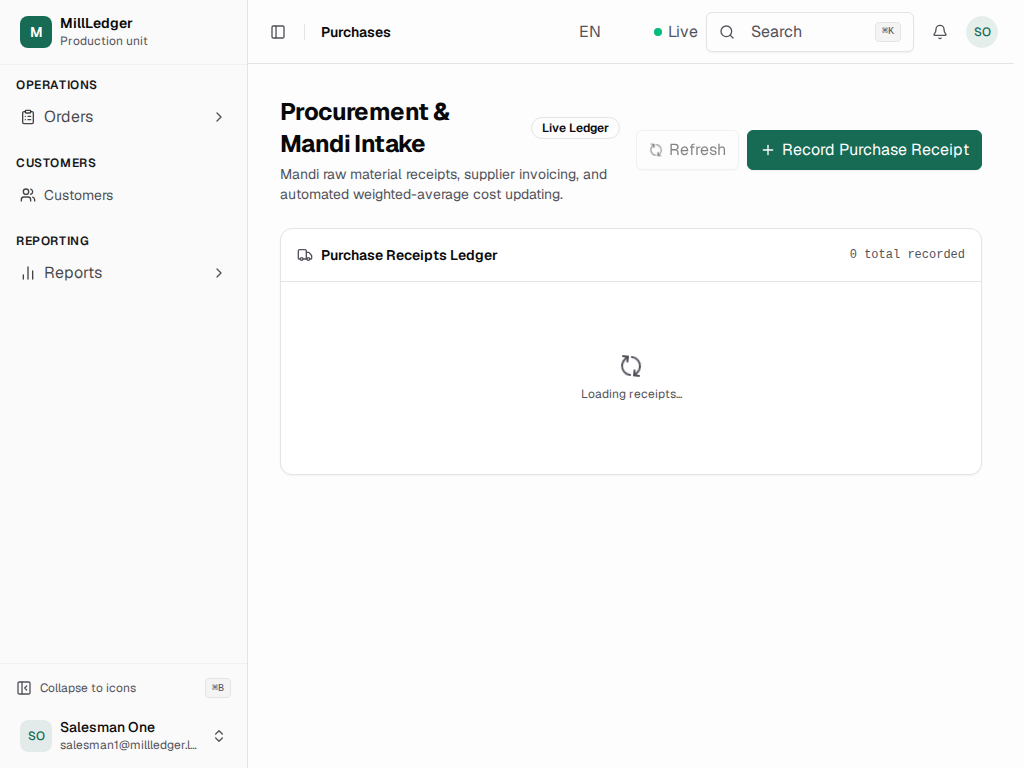 M
MillLedger
Production unit
OPERATIONS
Orders
CUSTOMERS
Customers
REPORTING
Reports
Collapse to icons
⌘B
SO
Salesman One
salesman1@millledger.l...
Purchases
EN
Live
Search
⌘K
SO
Procurement &
Mandi Intake
Live Ledger
Mandi raw material receipts, supplier invoicing, and
automated weighted-average cost updating.
Refresh
Record Purchase Receipt
Purchase Receipts Ledger
0 total recorded
Loading receipts...